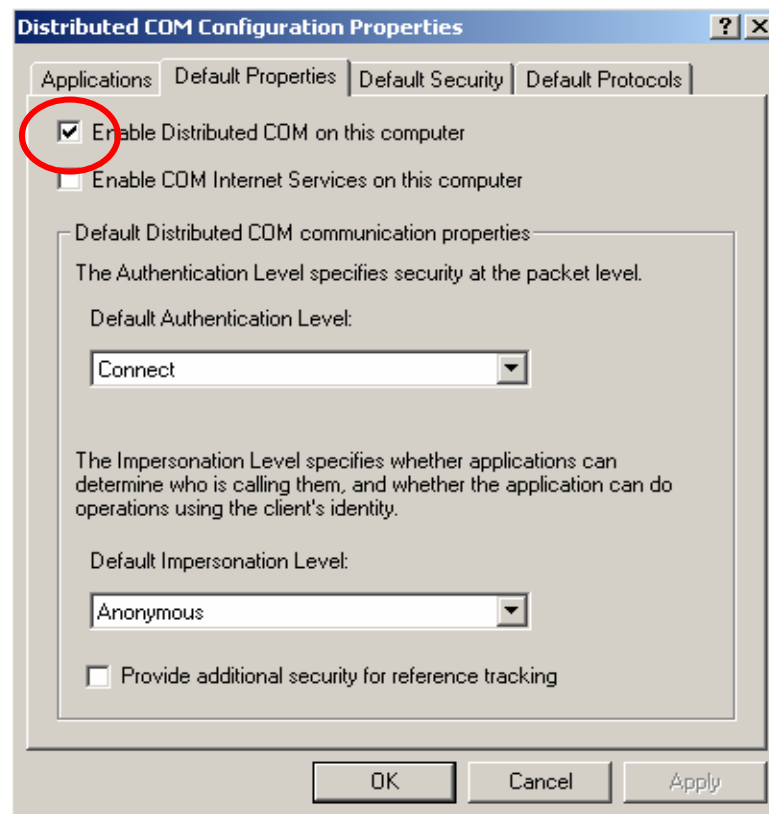 Distributed COM Configuration Properties
Applications Default Properties Default Security Default Protocols
Enable Distributed COM on this computer
Enable COM Internet Services on this computer
Default Distributed COM communication properties
The Authentication Level specifies security at the packet level.
Default Authentication Level:
Connect
The Impersonation Level specifies whether applications can
determine who is calling them, and whether the application can do
operations using the client's identity.
Default Impersonation Level:
Anonymous
Provide additional security for reference tracking
OK Cancel Apply